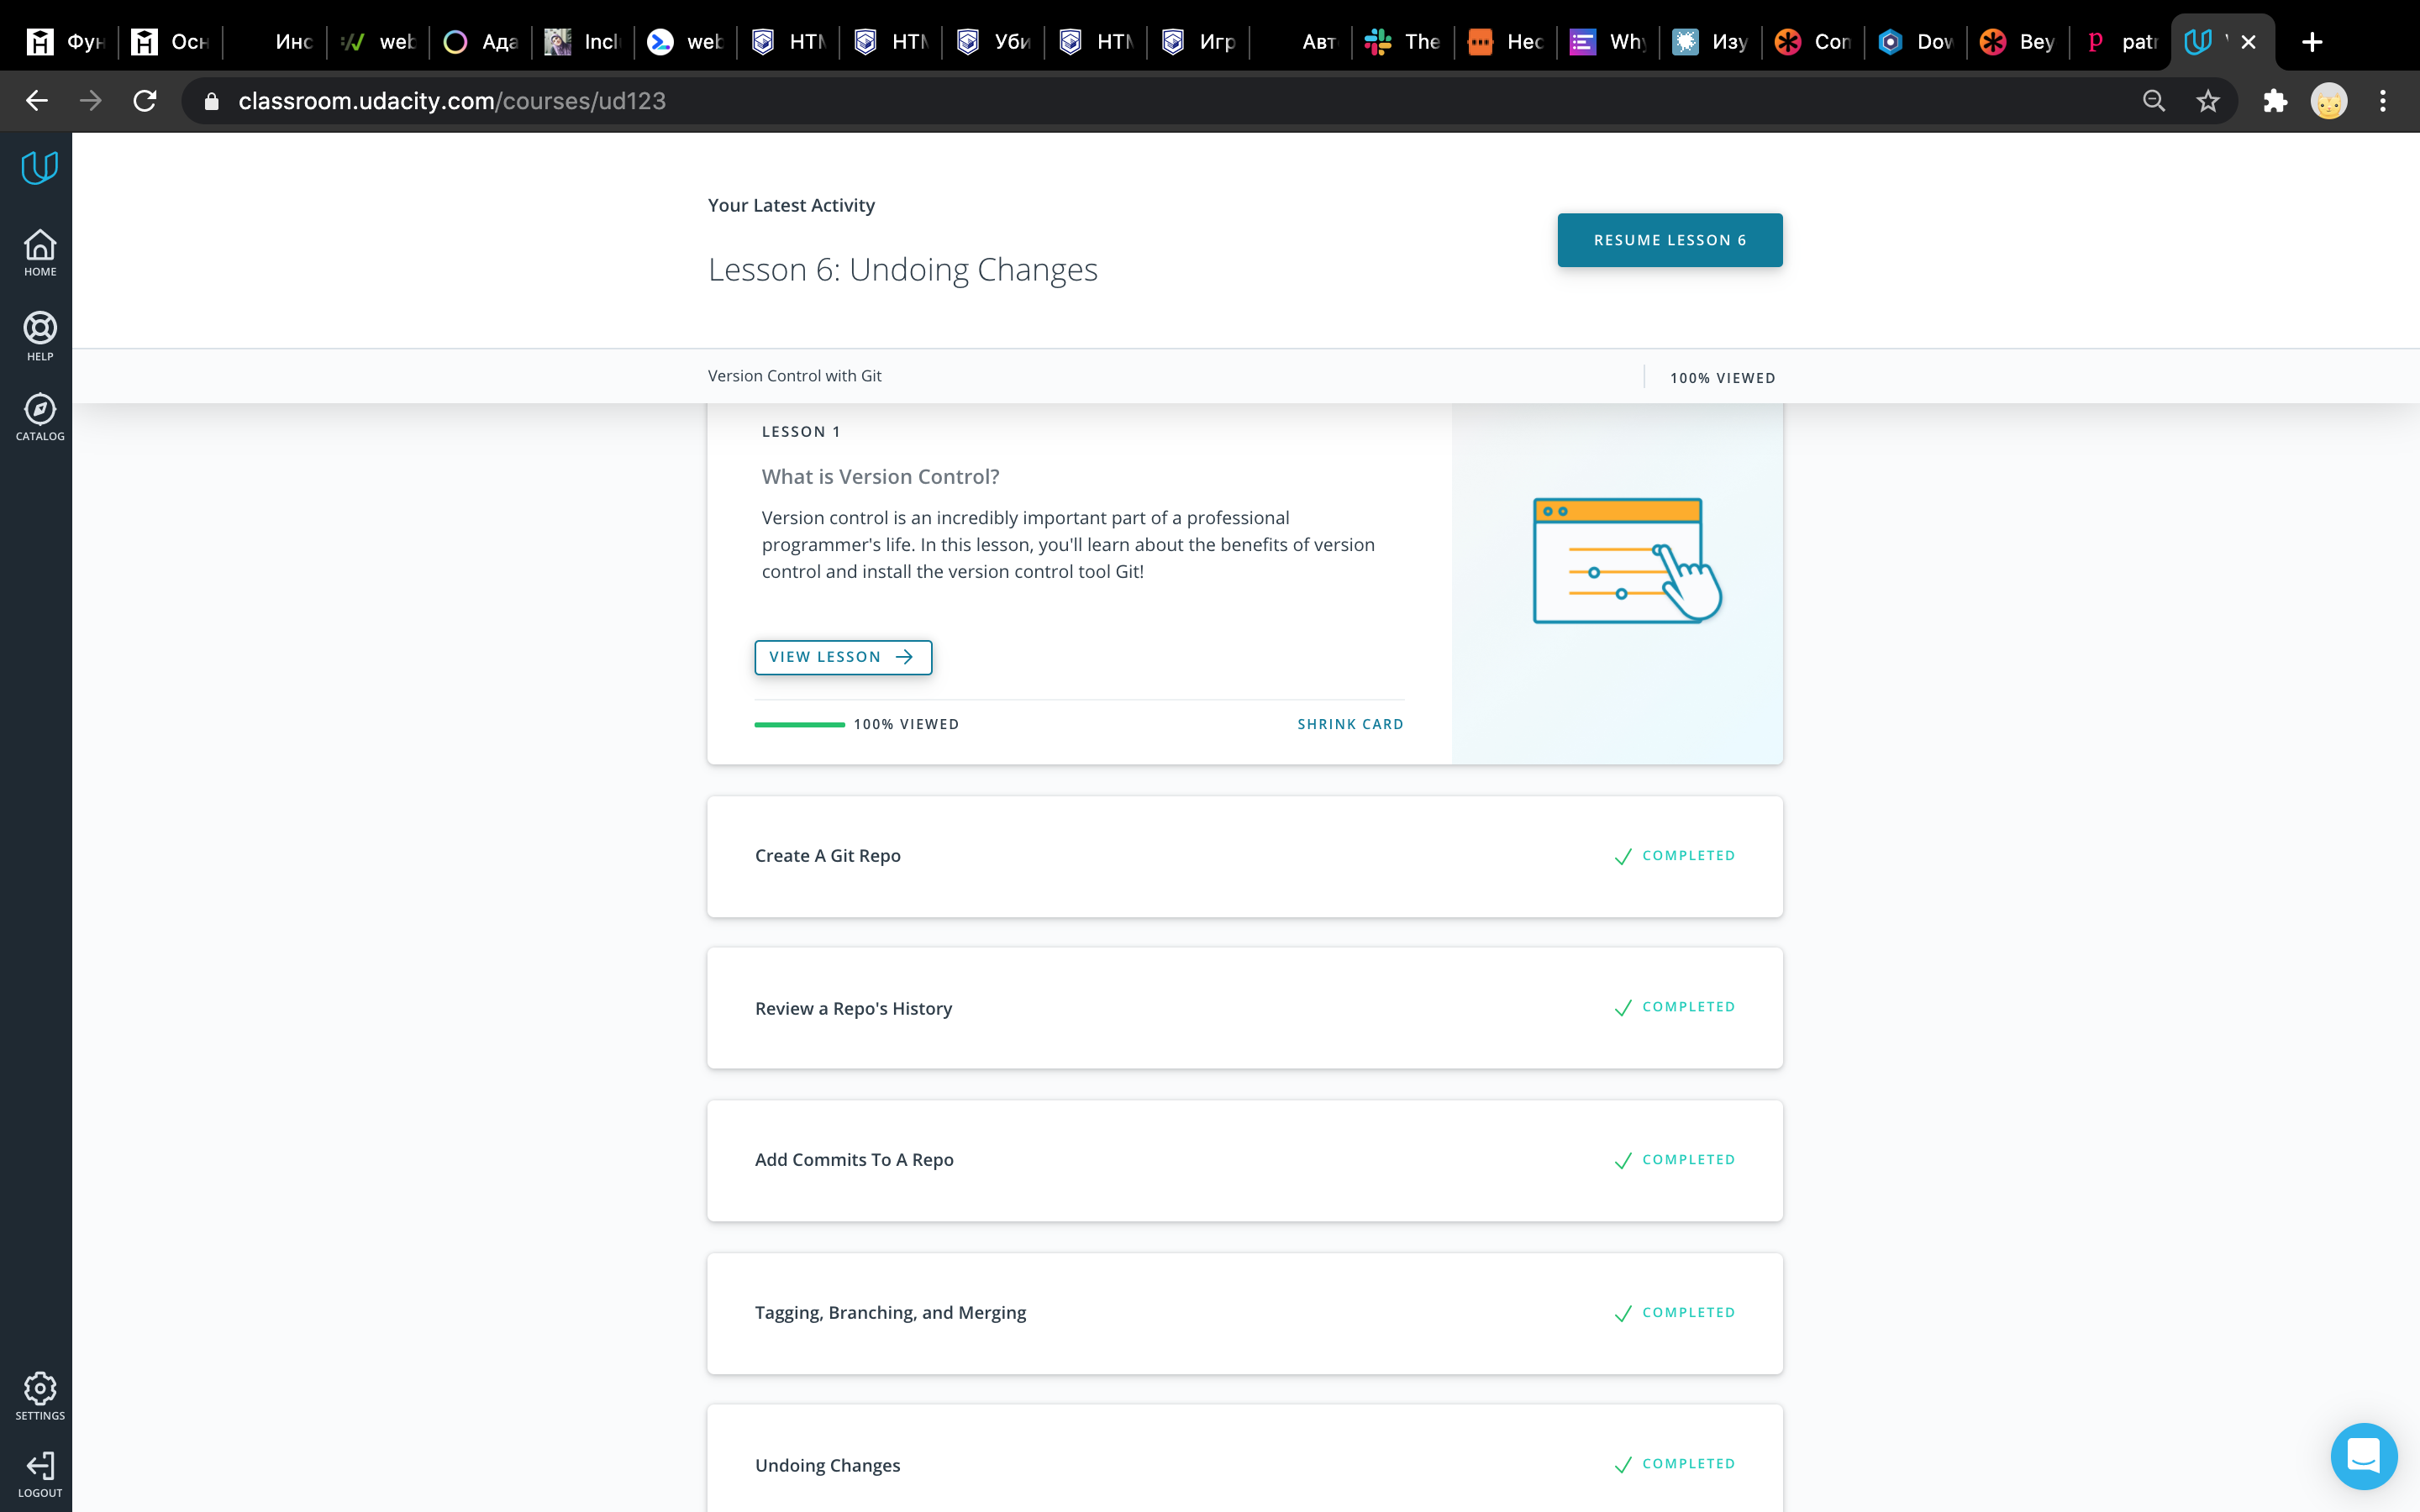 Фун
Осн
Инс
web
Ада
Incl
web
HTM
HTM
Уби
HTM
Игр
Авт
The
Нес
Why
Изу
Con
Dow
Bey
patr
classroom.udacity.com/courses/ud123
HOME
HELP
CATALOG
SETTINGS
LOGOUT
Your Latest Activity
Lesson 6: Undoing Changes
RESUME LESSON 6
Version Control with Git
100% VIEWED
LESSON 1
What is Version Control?
Version control is an incredibly important part of a professional
programmer's life. In this lesson, you'll learn about the benefits of version
control and install the version control tool Git!
VIEW LESSON
100% VIEWED
SHRINK CARD
Create A Git Repo
COMPLETED
Review a Repo's History
COMPLETED
Add Commits To A Repo
COMPLETED
Tagging, Branching, and Merging
COMPLETED
Undoing Changes
COMPLETED